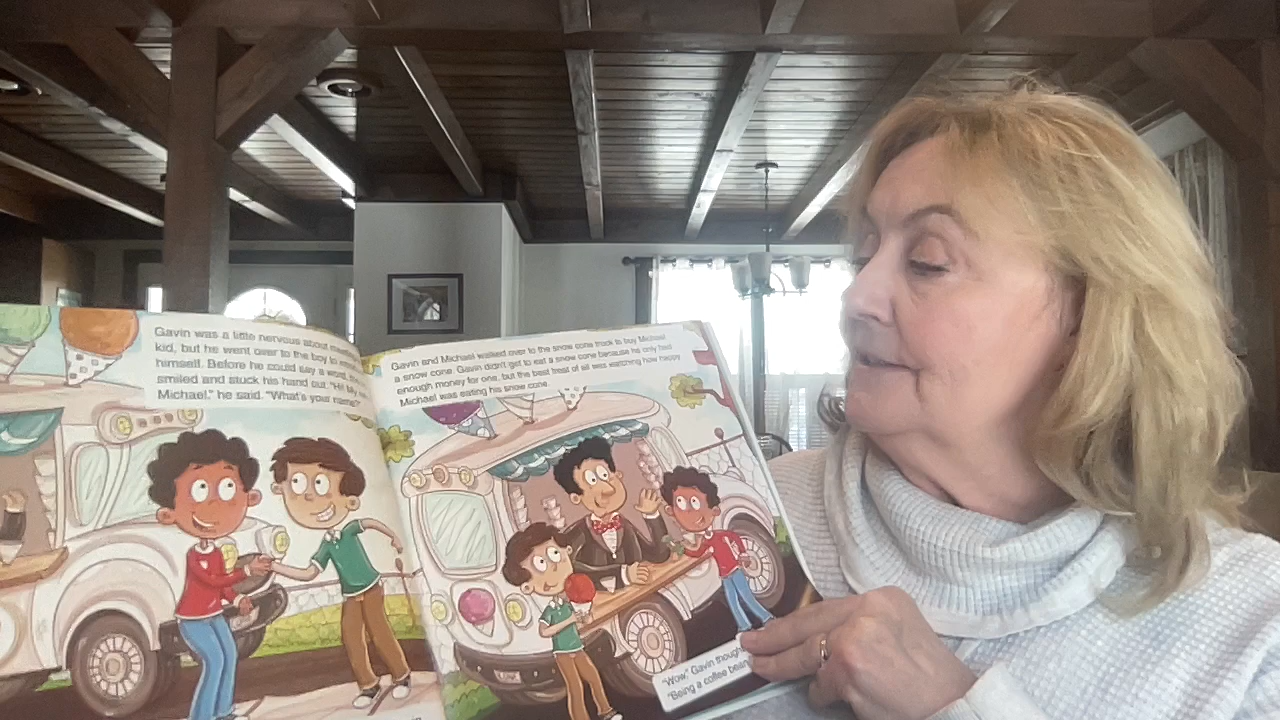 Gavin was a little nervous about
kid, but he went over to the boy to
himself. Before he could say a word,
smiled and stuck his hand out. "Hi! My
Michael," he said. "What's your name?"
Gavin and Michael walked over to the snow cone truck to buy Michael
a snow cone. Gavin didn't get to eat a snow cone because he only had
enough money for one, but the best treat of all was watching how happy
Michael was eating his snow cone.
"Wow," Gavin though
"Being a coffee bean